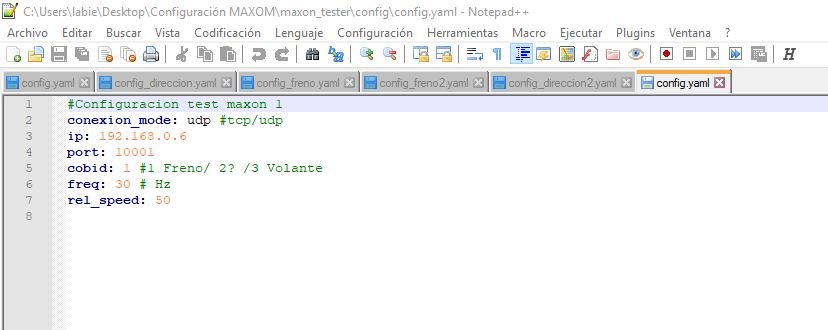 C:\Users\labie\Desktop\Configuración MAXOM\maxon_tester\config\config.yaml - Notepad++
Archivo Editar Buscar Vista Codificación Lenguaje Configuración Herramientas Macro Ejecutar Plugins Ventana ?
config.yaml config_direccion.yaml config_freno.yaml config_freno2.yaml config_direccion2.yaml config.yaml
1 #Configuracion test maxon 1
2 conexion_mode: udp #tcp/udp
3 ip: 192.168.0.6
4 port: 10001
5 cobid: 1 #1 Freno/ 2? /3 Volante
6 freq: 30 # Hz
7 rel_speed: 50
8